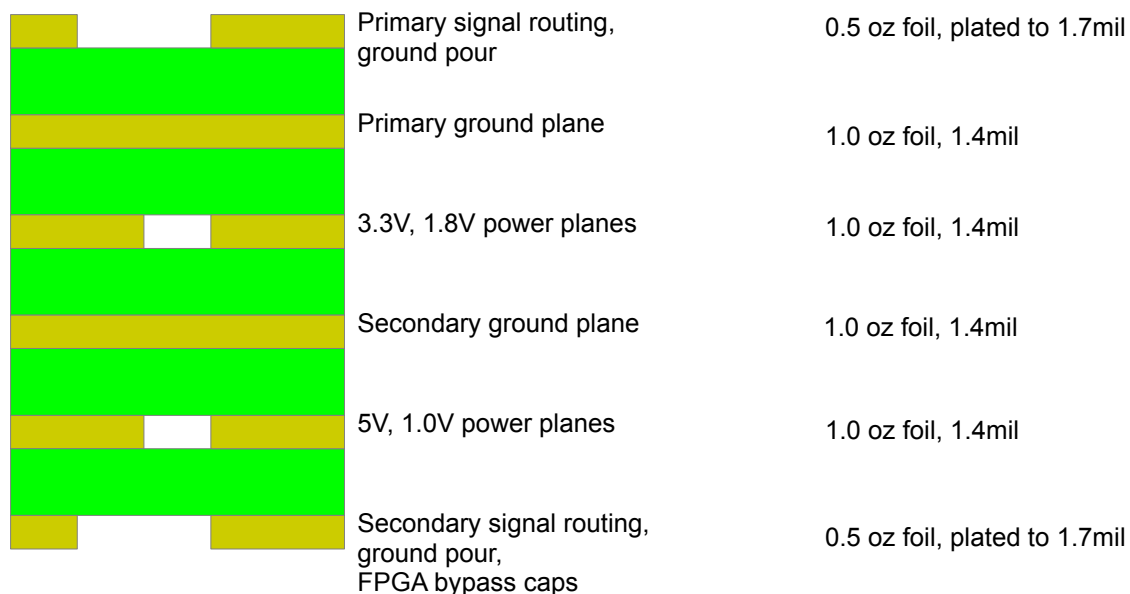 Primary signal routing,
ground pour
0.5 oz foil, plated to 1.7mil
Primary ground plane
1.0 oz foil, 1.4mil
3.3V, 1.8V power planes
1.0 oz foil, 1.4mil
Secondary ground plane
1.0 oz foil, 1.4mil
5V, 1.0V power planes
1.0 oz foil, 1.4mil
Secondary signal routing,
ground pour,
FPGA bypass caps
0.5 oz foil, plated to 1.7mil